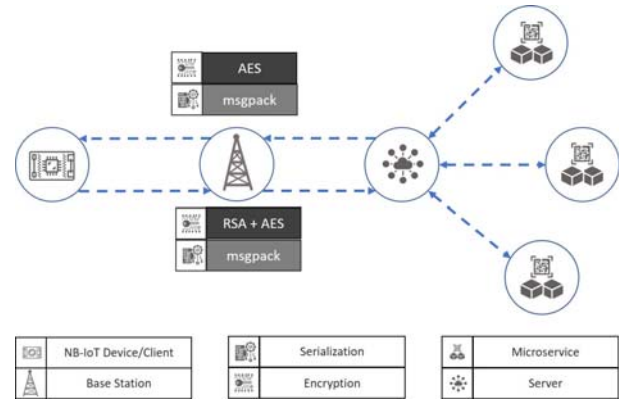 AES
msgpack
RSA + AES
msgpack
NB-IoT Device/Client
Serialization
Microservice
Base Station
Encryption
Server